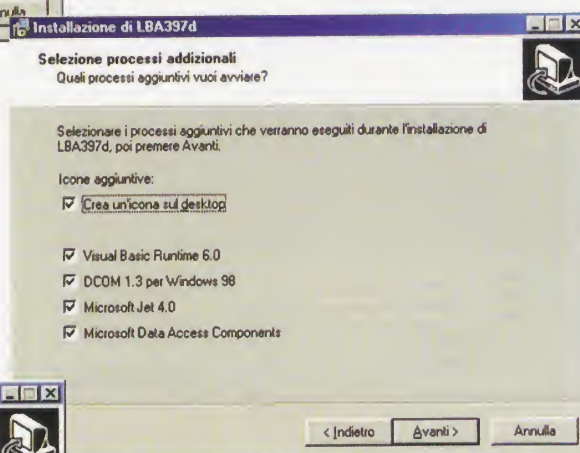 nulla
Installazione di LBA397d
Selezione processi addizionali
Quali processi aggiuntivi vuoi avviare?
Selezionare i processi aggiuntivi che verranno eseguiti durante l'installazione di
LBA397d, poi premere Avanti.
Icone aggiuntive:
Crea un'icona sul desktop
Visual Basic Runtime 6.0
DCOM 1.3 per Windows 98
Microsoft Jet 4.0
Microsoft Data Access Components
< Indietro
Avanti >
Annulla